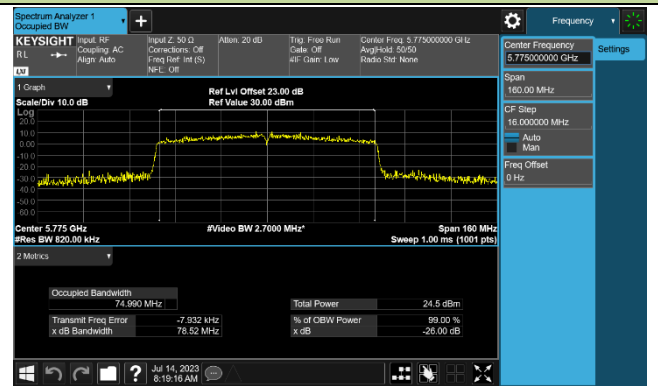 Spectrum Analyzer 1
Occupied BW
Frequency
KEYSIGHT
R L
LXI
Input: RF
Coupling: AC
Align: Auto
Input Z: 50 Ω
Corrections: Off
Freq Ref: Int (S)
NFE: Off
Atten: 20 dB
Trig: Free Run
Gate: Off
#IF Gain: Low
Center Freq: 5.775000000 GHz
Avg|Hold: 50/50
Radio Std: None
Center Frequency
5.775000000 GHz
Settings
Span
160.00 MHz
CF Step
16.000000 MHz
Auto
Man
Freq Offset
0 Hz
1 Graph
Scale/Div 10.0 dB
Ref Lvl Offset 23.00 dB
Ref Value 30.00 dBm
Log
20.0
10.0
0.00
-10.0
-20.0
-30.0
-40.0
-50.0
-60.0
Center 5.775 GHz
#Video BW 2.7000 MHz*
Span 160 MHz
#Res BW 820.00 kHz
Sweep 1.00 ms (1001 pts)
2 Metrics
Occupied Bandwidth
74.990 MHz
Total Power
24.5 dBm
Transmit Freq Error
-7.932 kHz
% of OBW Power
99.00 %
x dB Bandwidth
78.52 MHz
x dB
-26.00 dB
Jul 14, 2023
8:19:16 AM